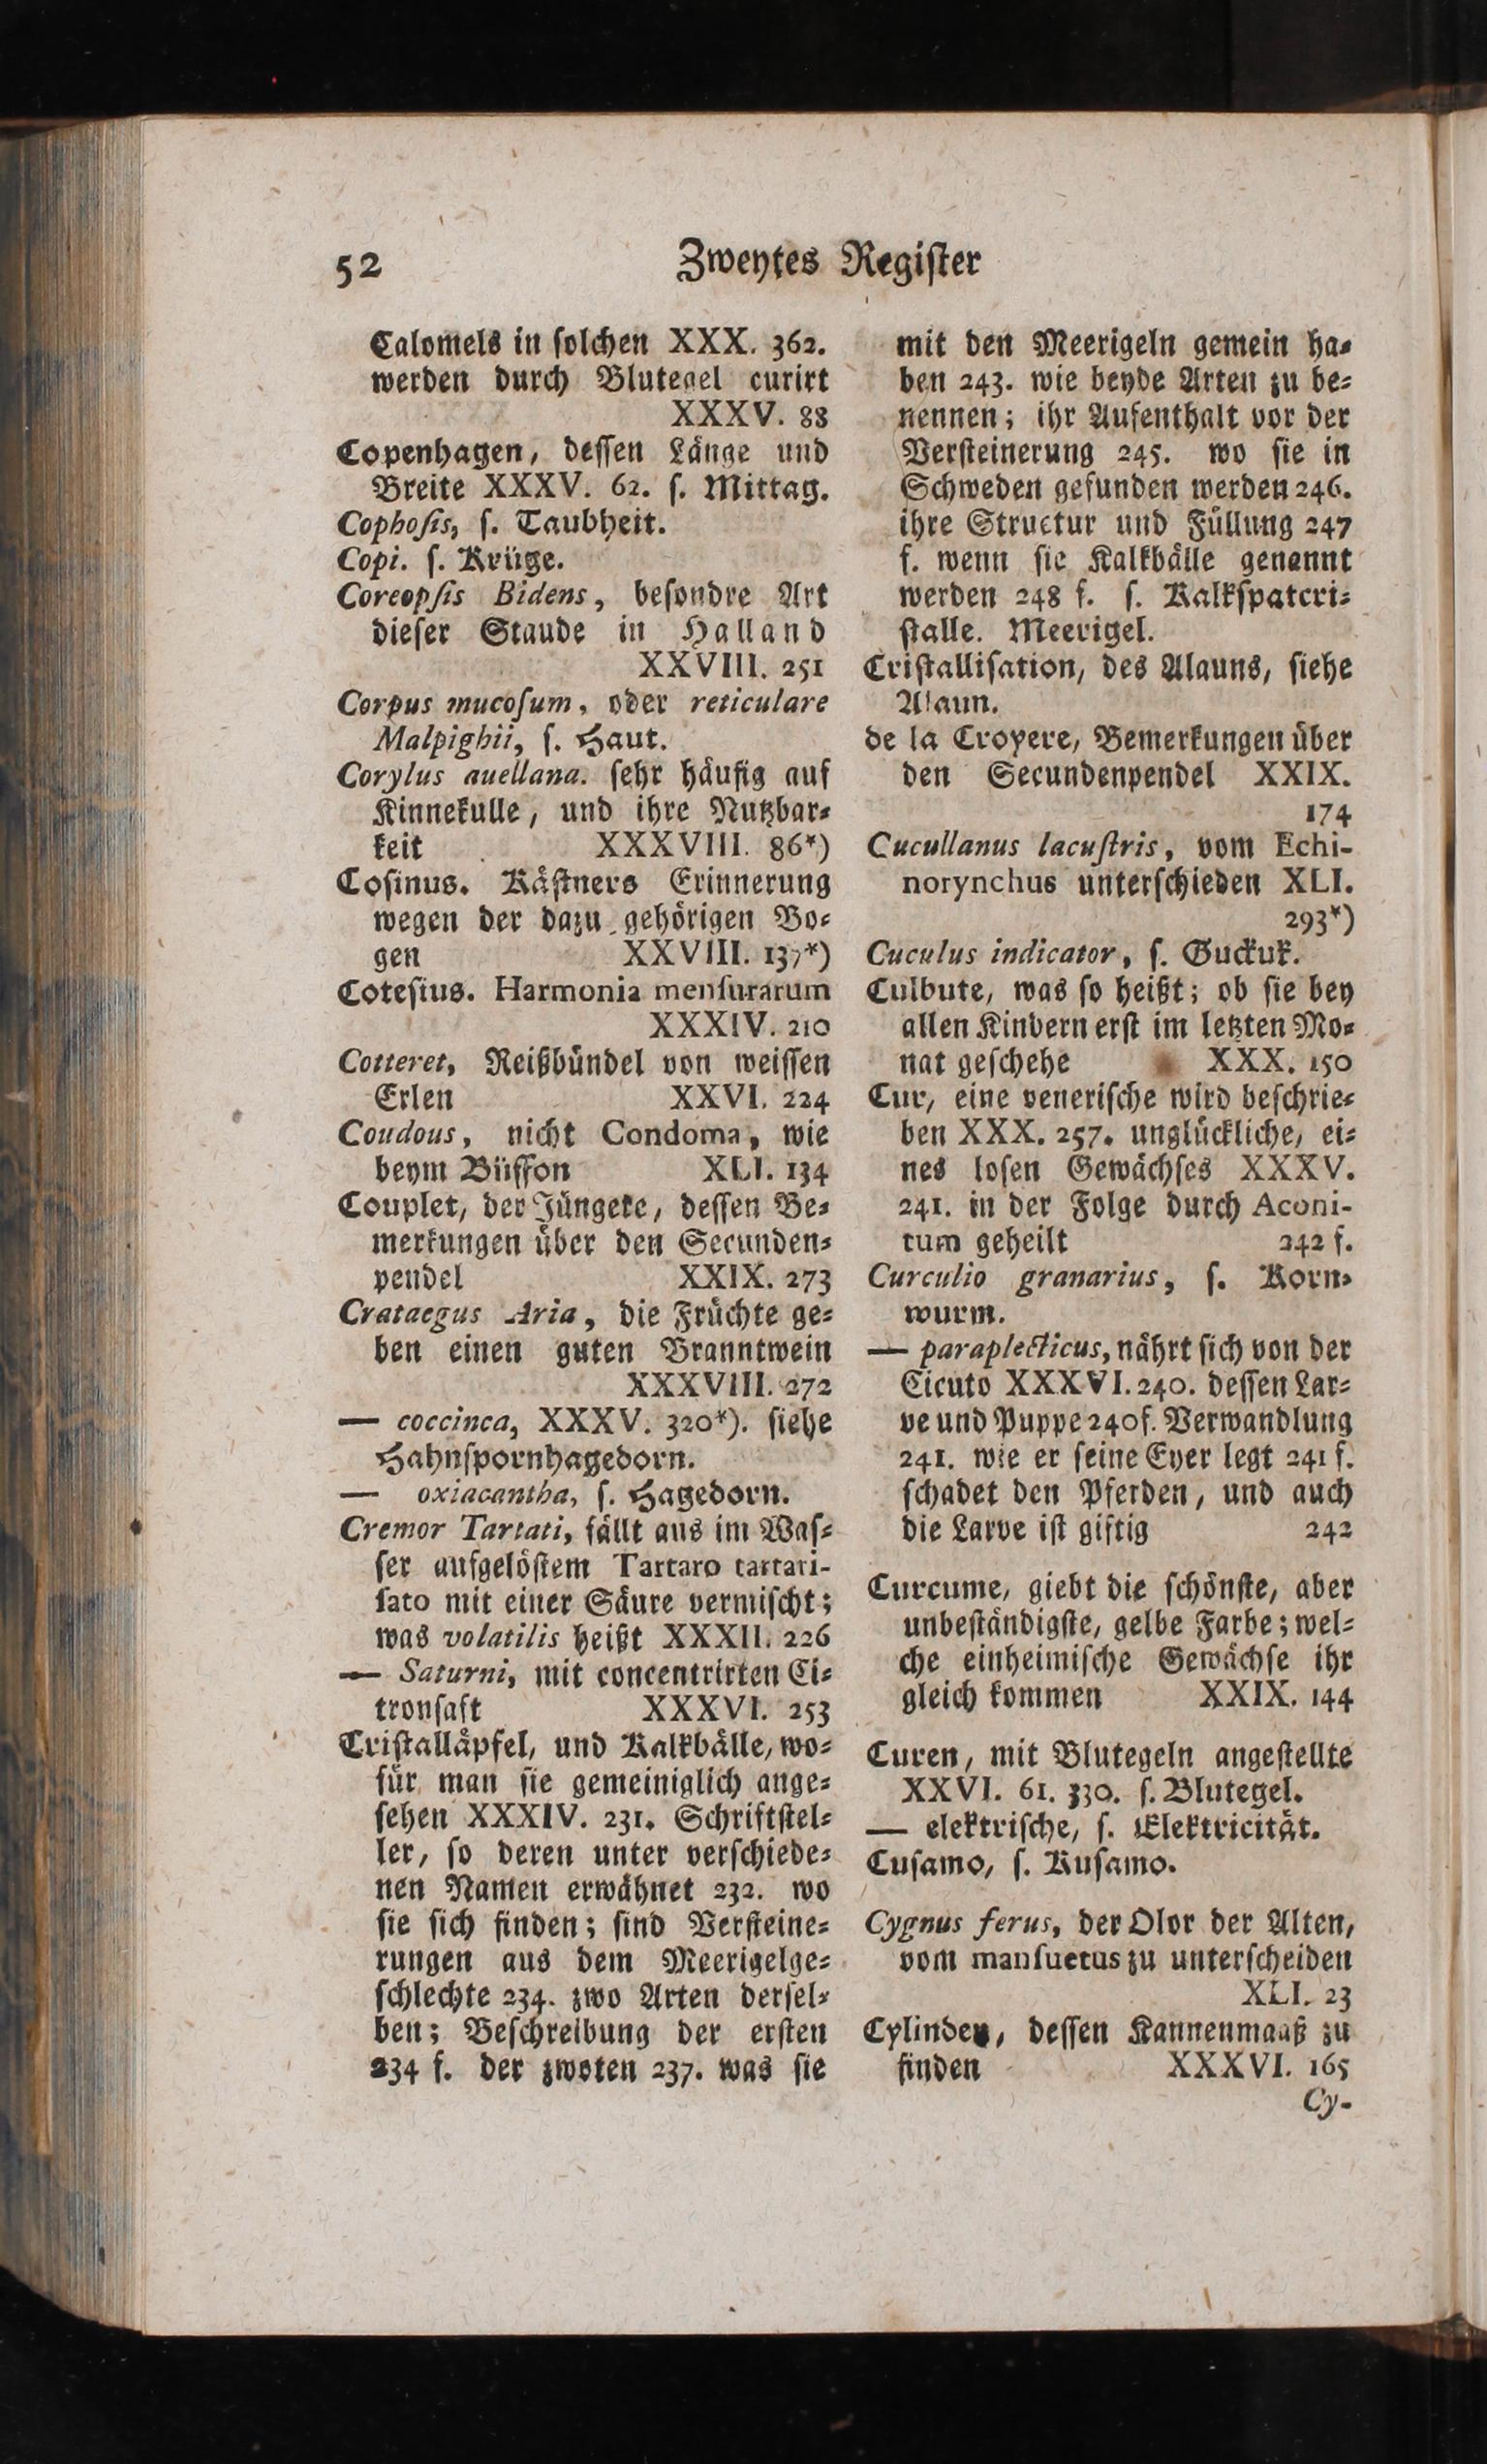 52
Zweytes Regiſter
Calomels in ſolchen XXX. 362.
werden durch Blutegel curirt
XXXV. 88
Copenhagen, deſſen Länge und
Breite XXXV. 62. ſ. Mittag.
Cophoſis, ſ. Taubheit.
Copi. ſ. Krüge.
Coreopſis Bidens, beſondre Art
dieſer Staude in Halland
XXVIII. 251
Corpus mucoſum, oder reticulare
Malpighii, ſ. Haut.
Corylus auellana. ſehr häufig auf
Kinnekulle, und ihre Nutzbar⸗
keit XXXVIII. 86*)
Coſinus. Käſtners Erinnerung
wegen der dazu gehörigen Bo⸗
gen XXVIII. 137*)
Coteſius. Harmonia menſurarum
XXXIV. 210
Cotteret, Reißbündel von weiſſen
Erlen XXVI. 224
Coudous, nicht Condoma, wie
beym Büffon XLI. 134
Couplet, der Jüngere, deſſen Be⸗
merkungen über den Secunden⸗
pendel XXIX. 273
Crataegus Aria, die Früchte ge⸗
ben einen guten Branntwein
XXXVIII. 272
— coccinea, XXXV. 320*). ſiehe
Hahnſpornhagedorn.
— oxiacantha, ſ. Hagedorn.
Cremor Tartati, fällt aus im Waſ⸗
ſer aufgelöſtem Tartaro tartari-
ſato mit einer Säure vermiſcht;
was volatilis heißt XXXII. 226
— Saturni, mit concentrirten Ci⸗
tronſaft XXXVI. 253
Criſtalläpfel, und Kalkbälle, wo⸗
für man ſie gemeiniglich ange⸗
ſehen XXXIV. 231. Schriftſtel⸗
ler, ſo deren unter verſchiede⸗
nen Namen erwähnet 232. wo
ſie ſich finden; ſind Verſteine⸗
rungen aus dem Meerigelge⸗
ſchlechte 234. zwo Arten derſel⸗
ben; Beſchreibung der erſten
234 f. der zwoten 237. was ſie
mit den Meerigeln gemein ha⸗
ben 243. wie beyde Arten zu be⸗
nennen; ihr Aufenthalt vor der
Verſteinerung 245. wo ſie in
Schweden gefunden werden 246.
ihre Structur und Füllung 247
f. wenn ſie Kalkbälle genannt
werden 248 f. ſ. Kalkſpatcri⸗
ſtalle. Meerigel.
Criſtalliſation, des Alauns, ſiehe
Alaun.
de la Croyere, Bemerkungen über
den Secundenpendel XXIX.
174
Cucullanus lacuſtris, vom Echi-
norynchus unterſchieden XLI.
293*)
Cuculus indicator, ſ. Guckuk.
Culbute, was ſo heißt; ob ſie bey
allen Kindern erſt im letzten Mo⸗
nat geſchehe XXX. 150
Cur, eine veneriſche wird beſchrie⸗
ben XXX. 257. unglückliche, ei⸗
nes loſen Gewächſes XXXV.
241. in der Folge durch Aconi-
tum geheilt 242 f.
Curculio granarius, ſ. Korn⸗
wurm.
— paraplecticus, nährt ſich von der
Cicuto XXXVI. 240. deſſen Lar⸗
ve und Puppe 240 f. Verwandlung
241. wie er ſeine Eyer legt 241 f.
ſchadet den Pferden, und auch
die Larve iſt giftig 242
Curcume, giebt die ſchönſte, aber
unbeſtändigſte, gelbe Farbe; wel⸗
che einheimiſche Gewächſe ihr
gleich kommen XXIX. 144
Curen, mit Blutegeln angeſtellte
XXVI. 61. 330. ſ. Blutegel.
— elektriſche, ſ. Elektricität.
Cuſamo, ſ. Kuſamo.
Cygnus ferus, der Olor der Alten,
vom manſuetus zu unterſcheiden
XLI. 23
Cylinder, deſſen Kannenmaaß zu
finden XXXVI. 165
Cy-